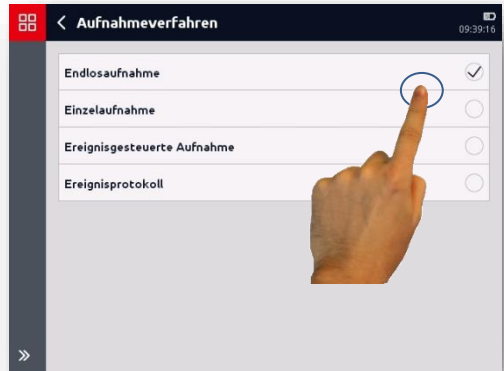 Aufnahmeverfahren
09:39:16
Endlosaufnahme
Einzelaufnahme
Ereignisgesteuerte Aufnahme
Ereignisprotokoll